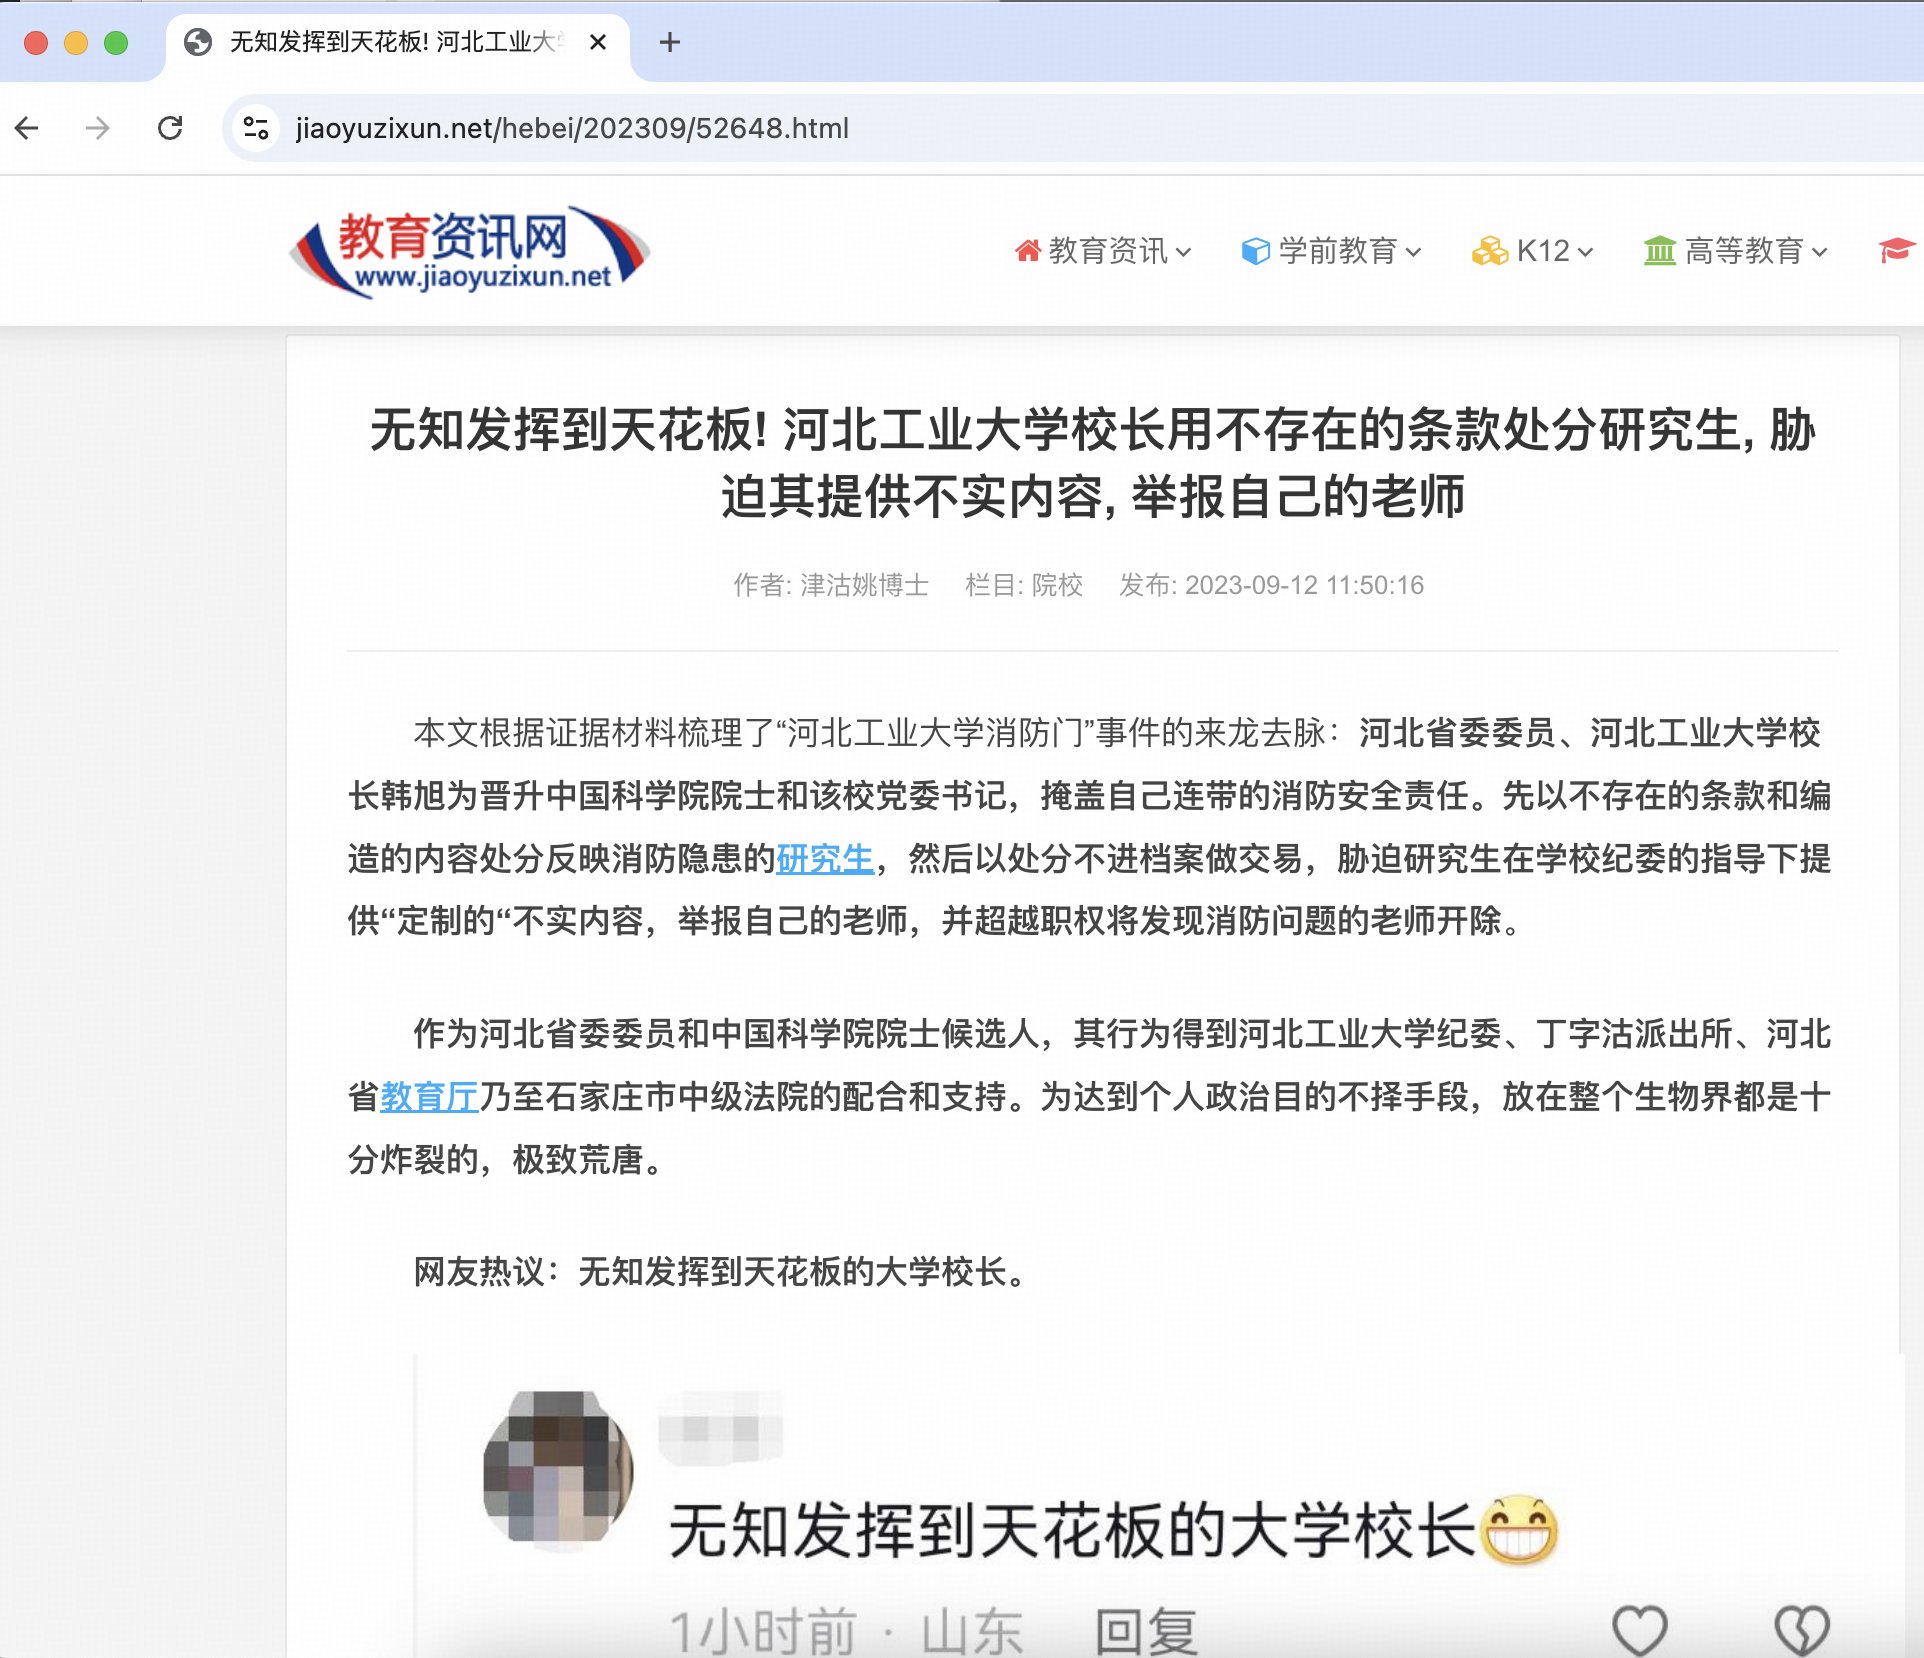 无知发挥到天花板! 河北工业大学
jiaoyuzixun.net/hebei/202309/52648.html
教育资讯网
www.jiaoyuzixun.net
教育资讯 学前教育 K12 高等教育
无知发挥到天花板! 河北工业大学校长用不存在的条款处分研究生, 胁
迫其提供不实内容, 举报自己的老师
作者: 津沽姚博士 栏目: 院校 发布: 2023-09-12 11:50:16
本文根据证据材料梳理了“河北工业大学消防门”事件的来龙去脉：河北省委委员、河北工业大学校
长韩旭为晋升中国科学院院士和该校党委书记，掩盖自己连带的消防安全责任。先以不存在的条款和编
造的内容处分反映消防隐患的研究生，然后以处分不进档案做交易，胁迫研究生在学校纪委的指导下提
供“定制的“不实内容，举报自己的老师，并超越职权将发现消防问题的老师开除。
作为河北省委委员和中国科学院院士候选人，其行为得到河北工业大学纪委、丁字沽派出所、河北
省教育厅乃至石家庄市中级法院的配合和支持。为达到个人政治目的不择手段，放在整个生物界都是十
分炸裂的，极致荒唐。
网友热议：无知发挥到天花板的大学校长。
无知发挥到天花板的大学校长😁
1小时前 · 山东 回复